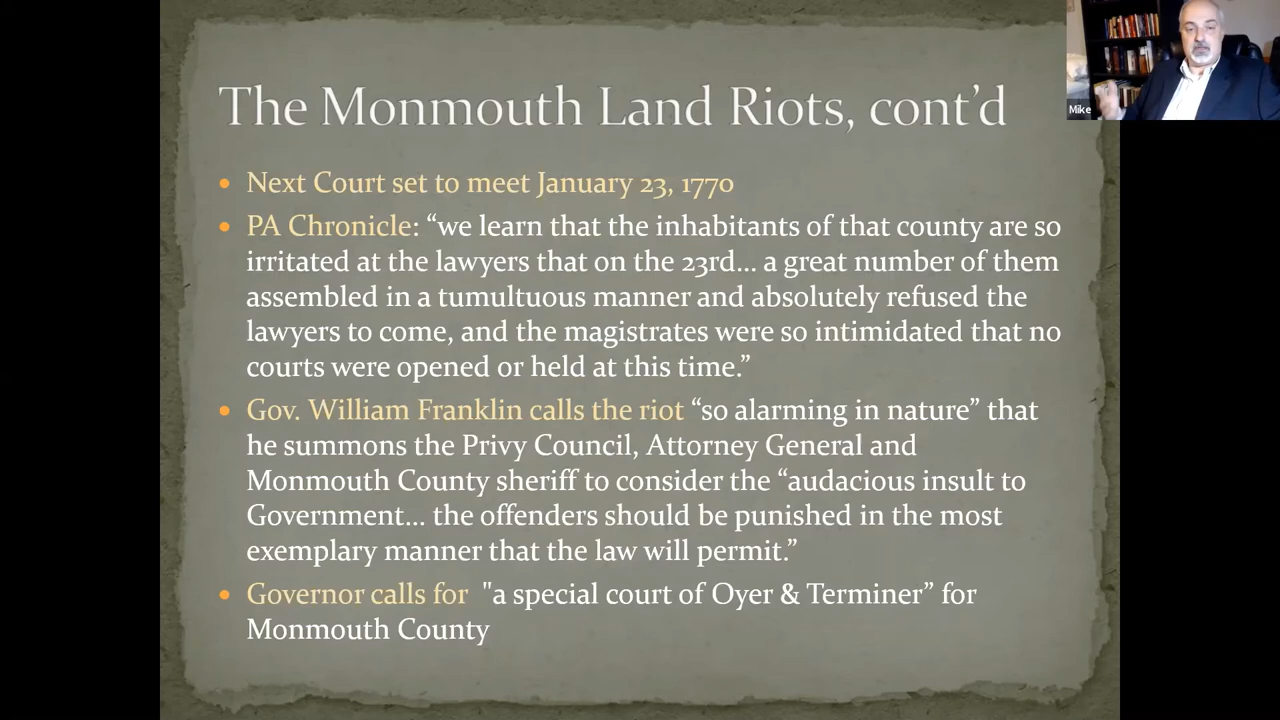 The Monmouth Land Riots, cont’d
Mike
Next Court set to meet January 23, 1770
PA Chronicle: “we learn that the inhabitants of that county are so
irritated at the lawyers that on the 23rd... a great number of them
assembled in a tumultuous manner and absolutely refused the
lawyers to come, and the magistrates were so intimidated that no
courts were opened or held at this time.”
Gov. William Franklin calls the riot “so alarming in nature” that
he summons the Privy Council, Attorney General and
Monmouth County sheriff to consider the “audacious insult to
Government... the offenders should be punished in the most
exemplary manner that the law will permit.”
Governor calls for "a special court of Oyer & Terminer” for
Monmouth County